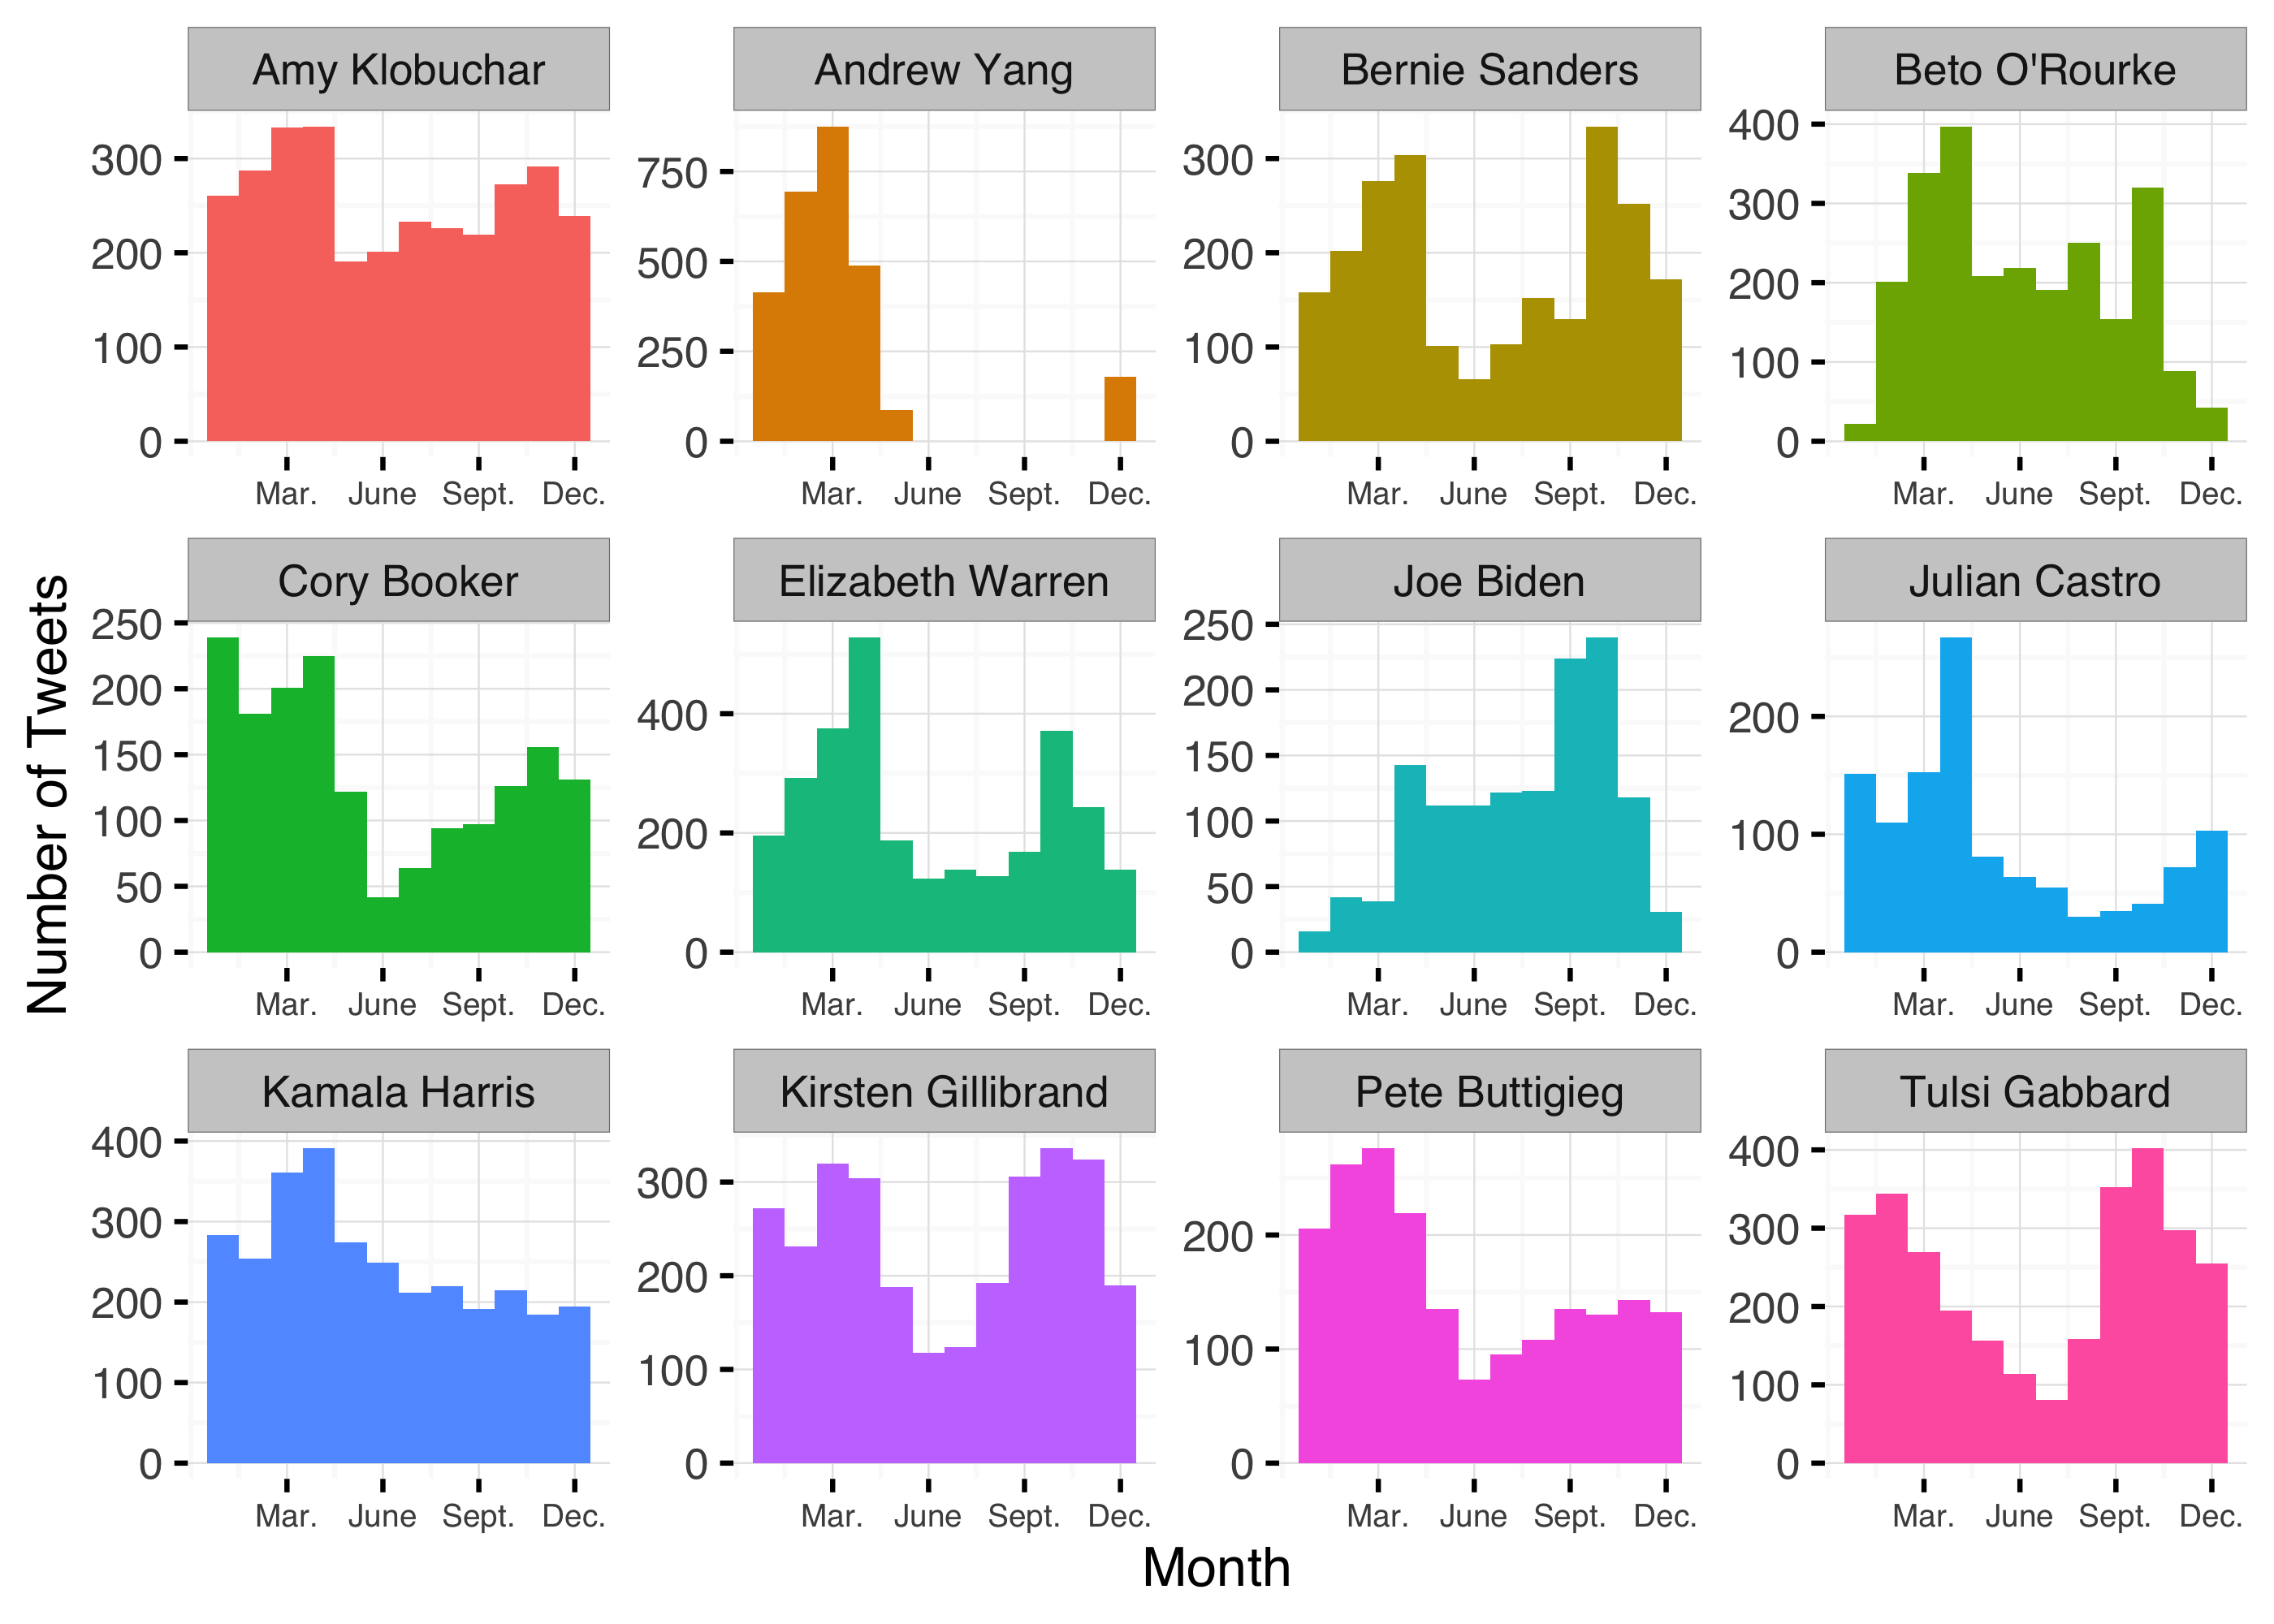 Amy Klobuchar
Andrew Yang
Bernie Sanders
Beto O'Rourke
300
200
100
0
750
500
250
0
300
200
100
0
400
300
200
100
0
Mar. June Sept. Dec.
Mar. June Sept. Dec.
Mar. June Sept. Dec.
Mar. June Sept. Dec.
Cory Booker
Elizabeth Warren
Joe Biden
Julian Castro
250
200
150
100
50
0
400
200
0
250
200
150
100
50
0
200
100
0
Mar. June Sept. Dec.
Mar. June Sept. Dec.
Mar. June Sept. Dec.
Mar. June Sept. Dec.
Kamala Harris
Kirsten Gillibrand
Pete Buttigieg
Tulsi Gabbard
400
300
200
100
0
300
200
100
0
200
100
0
400
300
200
100
0
Mar. June Sept. Dec.
Mar. June Sept. Dec.
Mar. June Sept. Dec.
Mar. June Sept. Dec.
Number of Tweets
Month